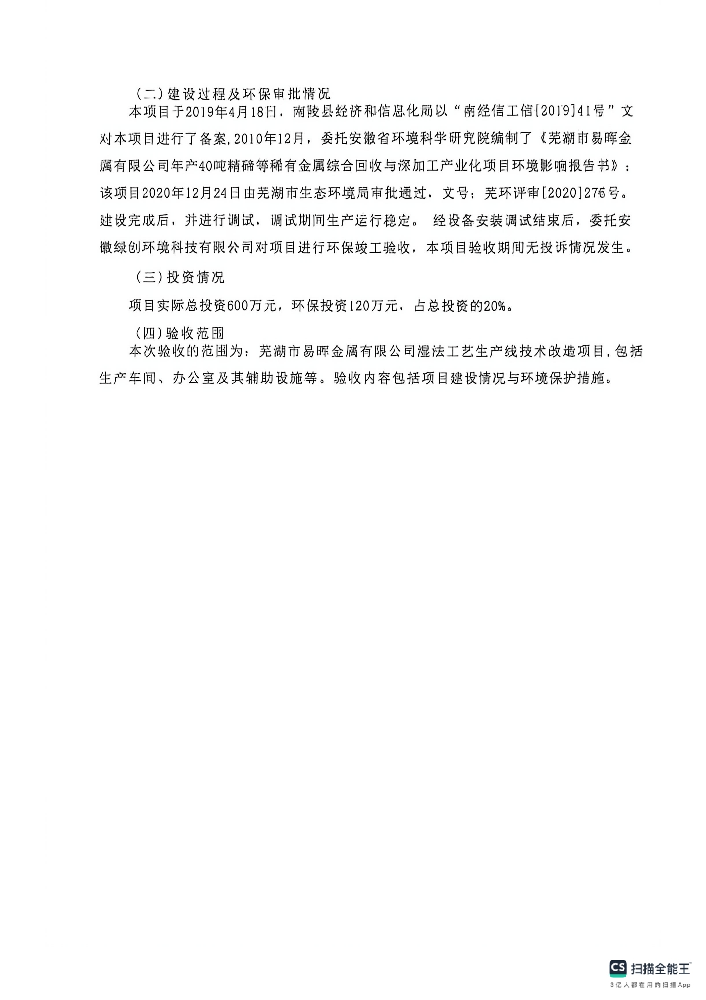 （二）建设过程及环保审批情况
本项目于2019年4月18日，南陵县经济和信息化局以“南经信工信[2019]41号”文
对本项目进行了备案,2010年12月，委托安徽省环境科学研究院编制了《芜湖市易晖金
属有限公司年产40吨精碲等稀有金属综合回收与深加工产业化项目环境影响报告书》；
该项目2020年12月24日由芜湖市生态环境局审批通过，文号：芜环评审[2020]276号。
建设完成后，并进行调试，调试期间生产运行稳定。 经设备安装调试结束后，委托安
徽绿创环境科技有限公司对项目进行环保竣工验收，本项目验收期间无投诉情况发生。
（三）投资情况
项目实际总投资600万元，环保投资120万元，占总投资的20%。
（四）验收范围
本次验收的范围为：芜湖市易晖金属有限公司湿法工艺生产线技术改造项目,包括
生产车间、办公室及其辅助设施等。验收内容包括项目建设情况与环境保护措施。
CS 扫描全能王™
3亿人都在用的扫描App